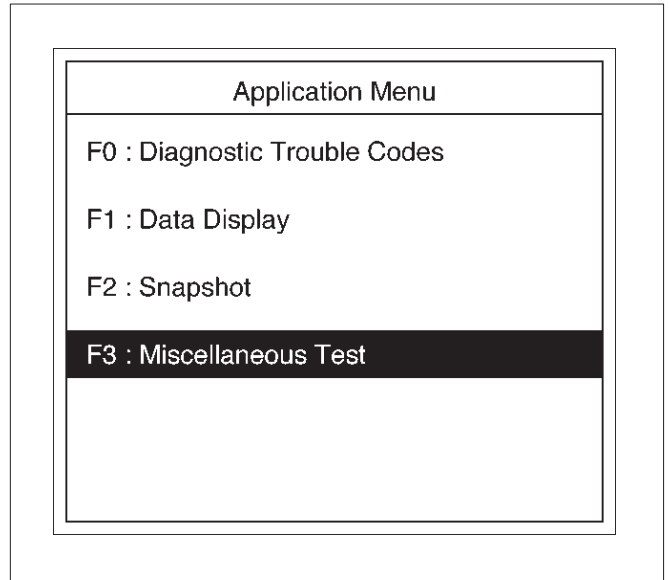 Application Menu
F0 : Diagnostic Trouble Codes
F1 : Data Display
F2 : Snapshot
F3 : Miscellaneous Test